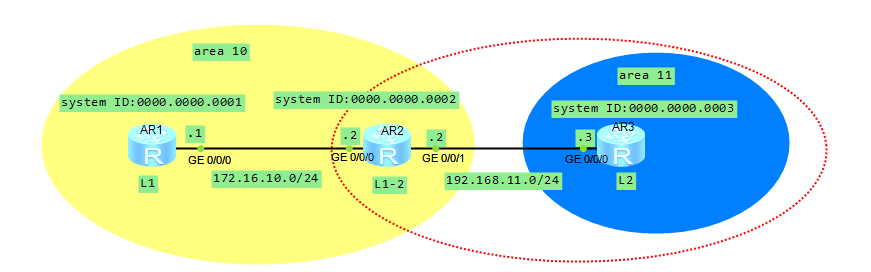 area 10
area 11
system ID:0000.0000.0001
system ID:0000.0000.0002
system ID:0000.0000.0003
AR1
.1
.2
AR2
.2
.3
AR3
R
GE 0/0/0
GE 0/0/0
R
GE 0/0/1
GE 0/0/0
R
L1
172.16.10.0/24
L1-2
192.168.11.0/24
L2